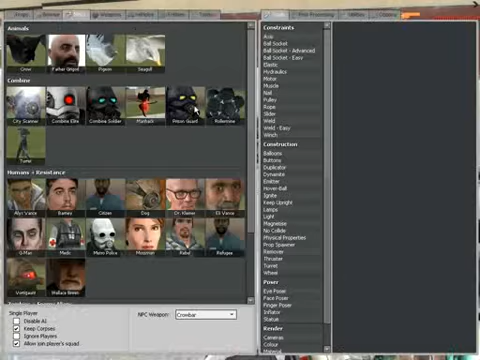 Weapons
Post Processing
Animals
Crow
Father Grigori
Pigeon
Seagull
Combine
City Scanner
Combine Elite
Combine Soldier
Manhack
Prison Guard
Rollermine
Turret
Humans + Resistance
Alyx Vance
Barney
Citizen
Dog
Dr. Kleiner
Eli Vance
G-Man
Medic
Metro Police
Mossman
Rebel
Refugee
Vortigaunt
Wallace Breen
Single Player
Disable AI
Keep Corpses
Ignore Players
Allow join player's squad
NPC Weapon:
Crowbar
Constraints
Axis
Ball Socket
Ball Socket - Advanced
Ball Socket - Easy
Elastic
Hydraulics
Motor
Muscle
Nail
Pulley
Rope
Slider
Weld
Weld - Easy
Winch
Construction
Balloons
Buttons
Duplicator
Dynamite
Emitter
Hover-Ball
Ignite
Keep Upright
Lamps
Light
Magnetise
No Collide
Physical Properties
Prop Spawner
Remover
Thruster
Turret
Wheel
Poser
Eye Poser
Face Poser
Finger Poser
Inflator
Statue
Render
Cameras
Colour
Material